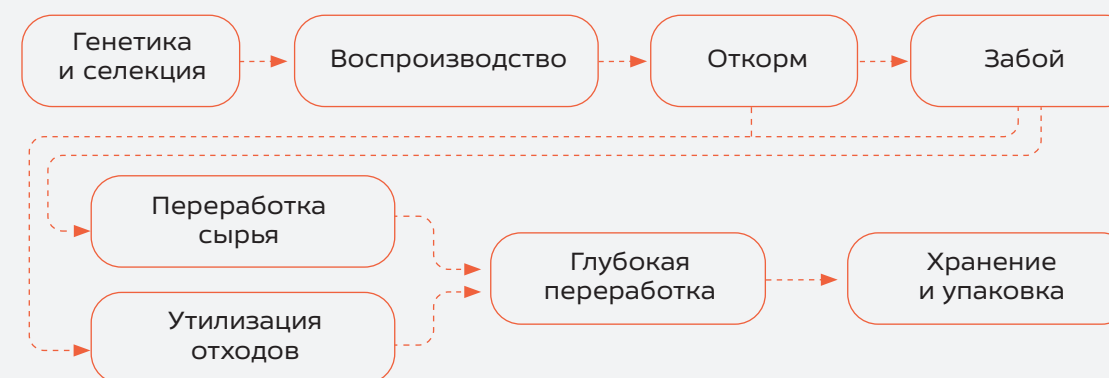 Генетика
и селекция
Воспроизводство
Откорм
Забой
Переработка
сырья
Утилизация
отходов
Глубокая
переработка
Хранение
и упаковка